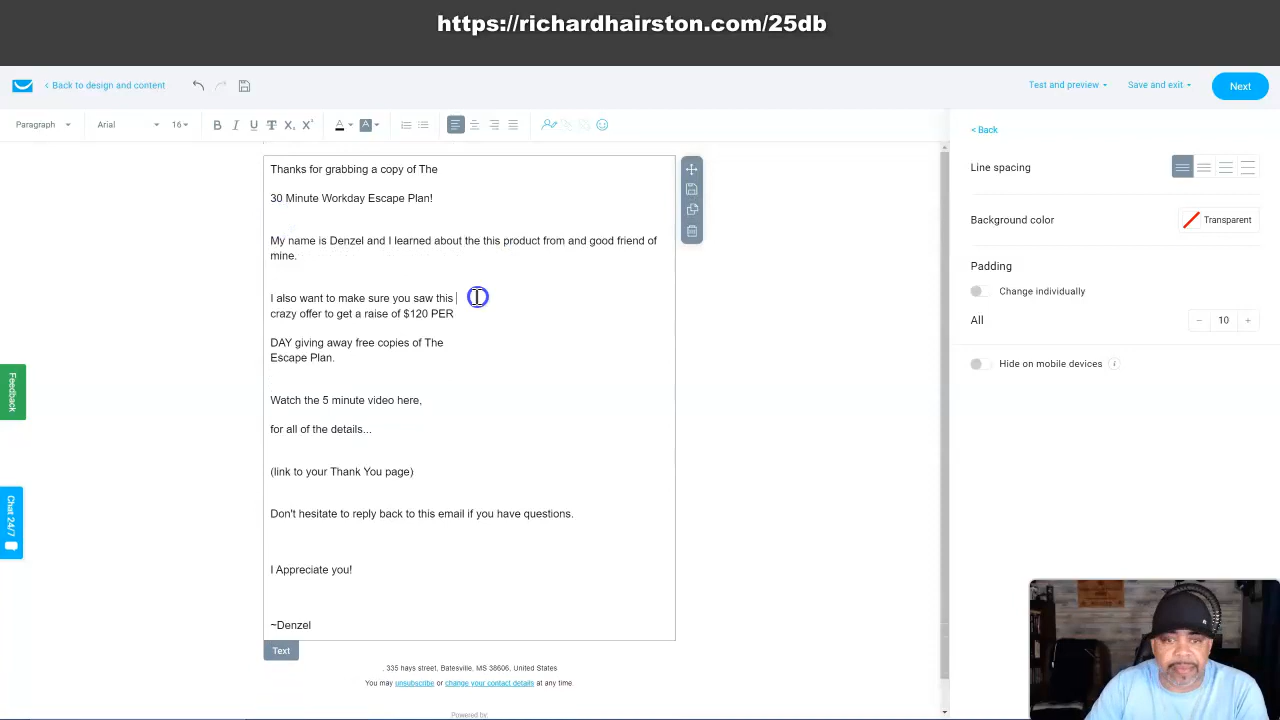 https://richardhairston.com/25db
< Back to design and content
Test and preview
Save and exit
Next
Paragraph
Arial
16
B I U T X, X²
A A
< Back
Line spacing
Background color
Transparent
Padding
Change individually
All
− 10 +
Hide on mobile devices i
Thanks for grabbing a copy of The
30 Minute Workday Escape Plan!
My name is Denzel and I learned about the this product from and good friend of
mine.
I also want to make sure you saw this
crazy offer to get a raise of $120 PER
DAY giving away free copies of The
Escape Plan.
Watch the 5 minute video here,
for all of the details...
(link to your Thank You page)
Don't hesitate to reply back to this email if you have questions.
I Appreciate you!
~Denzel
Text
, 335 hays street, Batesville, MS 38606, United States
You may unsubscribe or change your contact details at any time
Powered by:
Feedback
Chat 24/7